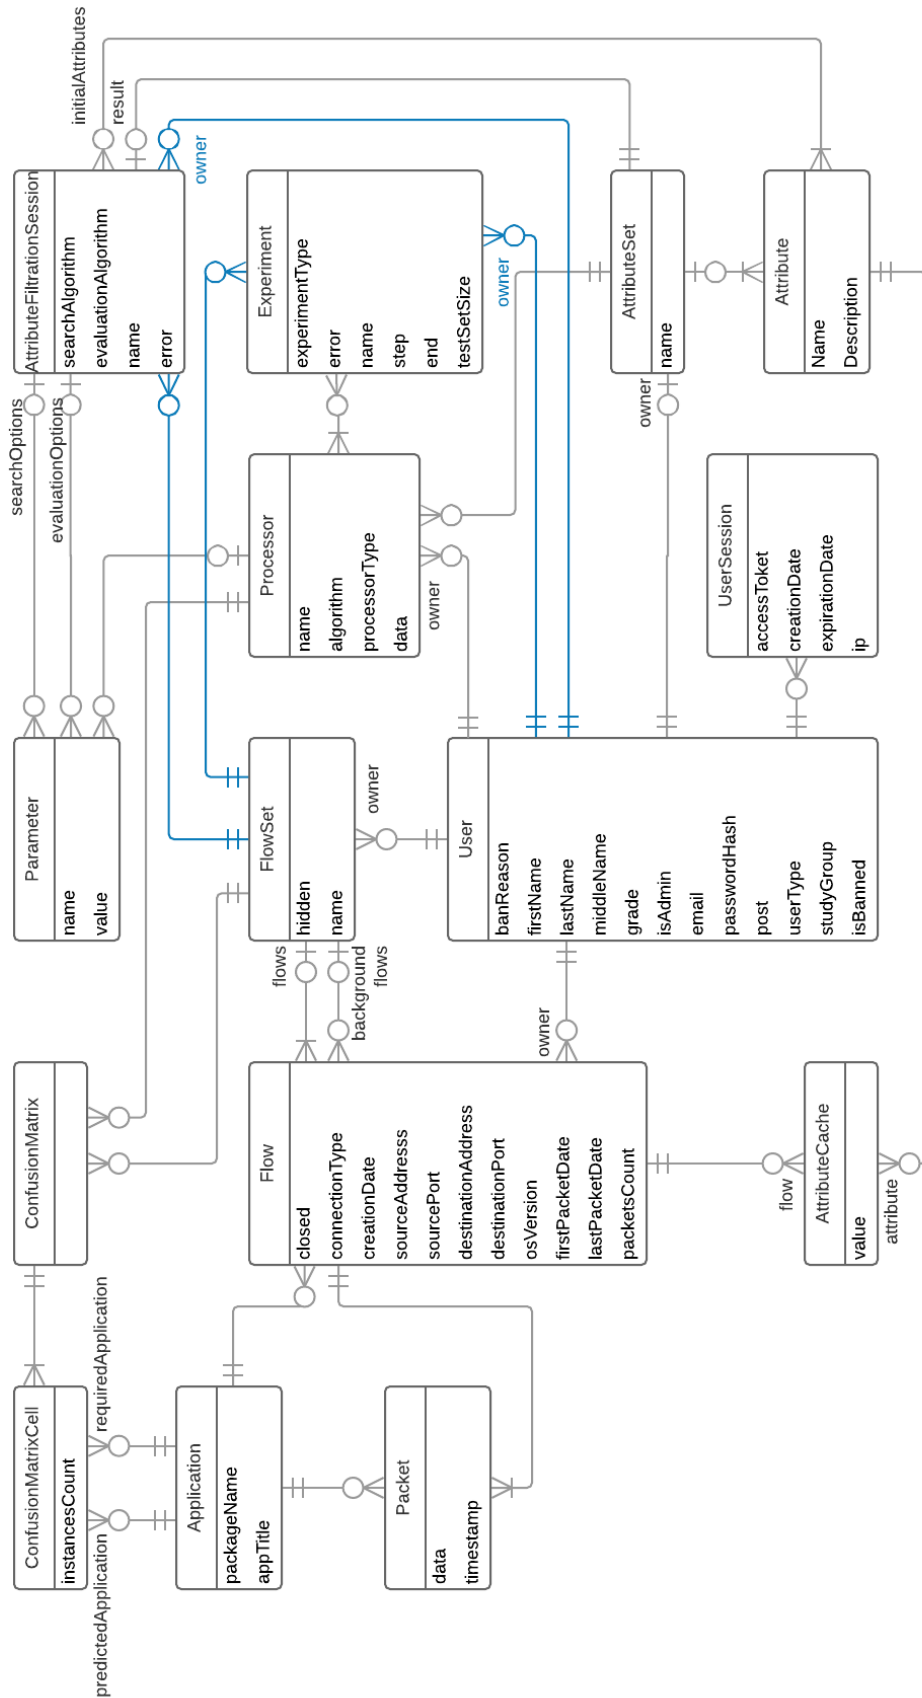 ConfusionMatrixCell
instancesCount
predictedApplication
requiredApplication
ConfusionMatrix
Parameter
name
value
searchOptions
evaluationOptions
AttributeFiltrationSession
searchAlgorithm
evaluationAlgorithm
name
error
initialAttributes
result
owner
Application
packageName
appTitle
Packet
data
timestamp
Flow
closed
connectionType
creationDate
sourceAddresss
sourcePort
destinationAddress
destinationPort
osVersion
firstPacketDate
lastPacketDate
packetsCount
flows
background
flows
owner
FlowSet
hidden
name
owner
Processor
name
algorithm
processorType
data
owner
Experiment
experimentType
error
name
step
end
testSetSize
owner
User
banReason
firstName
lastName
middleName
grade
isAdmin
email
passwordHash
post
userType
studyGroup
isBanned
UserSession
accessToket
creationDate
expirationDate
ip
AttributeSet
name
owner
Attribute
Name
Description
flow
AttributeCache
value
attribute